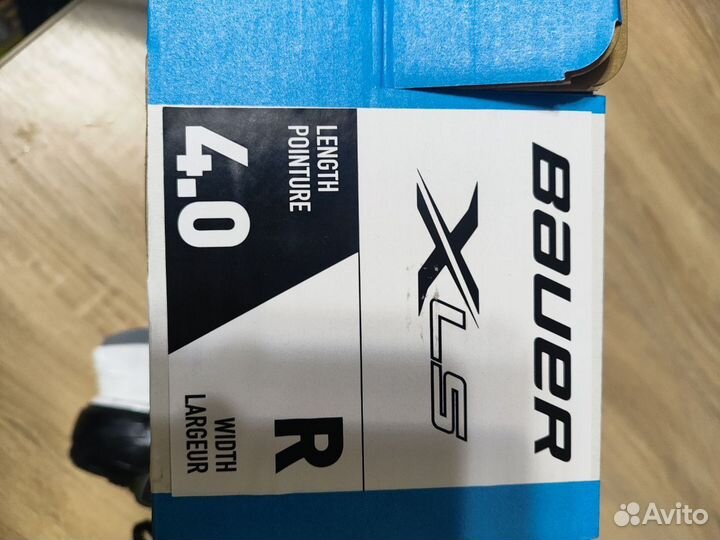 BAUER
XLS
LENGTH
POINTURE
4.0
R
WIDTH
LARGEUR
Avito